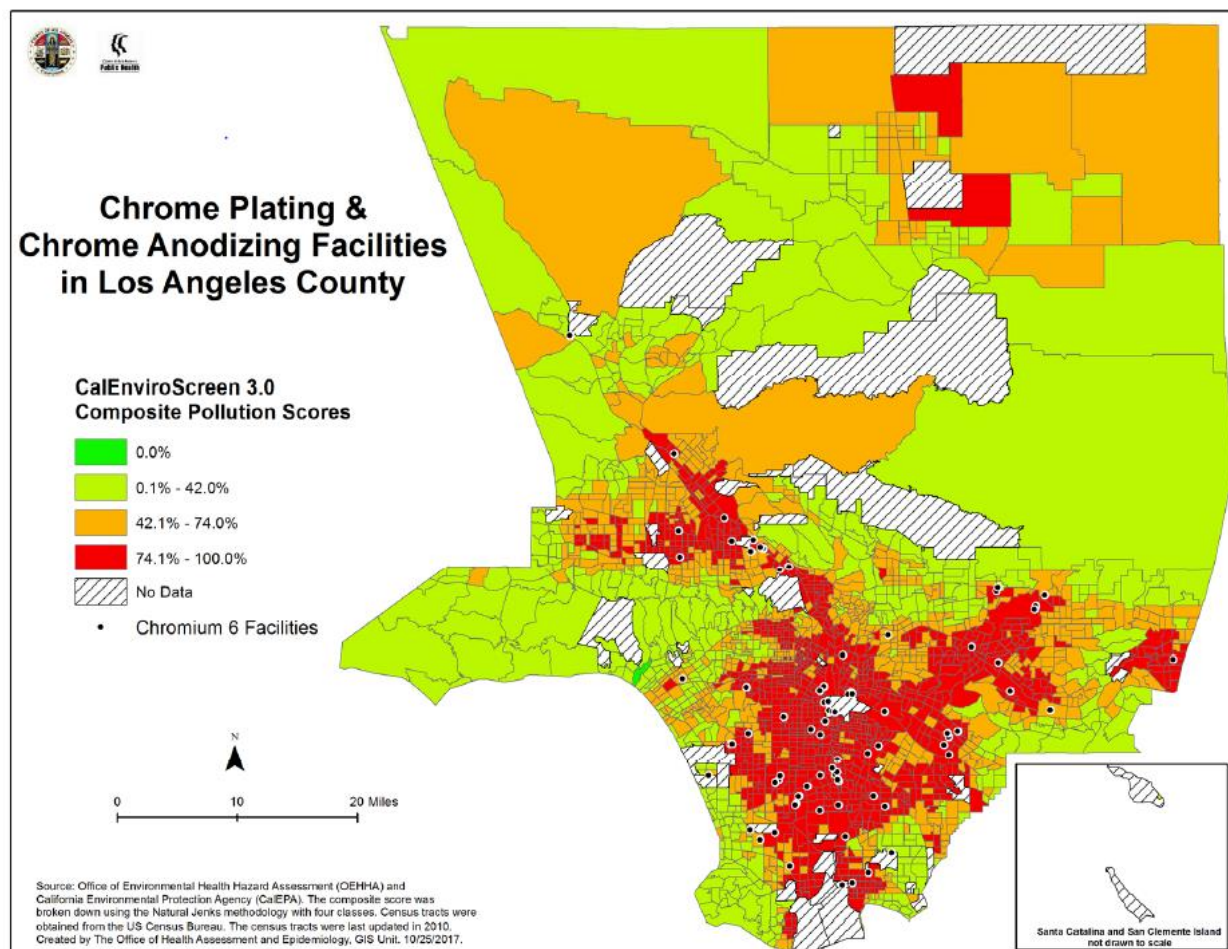 Public Health
Chrome Plating &
Chrome Anodizing Facilities
in Los Angeles County
CalEnviroScreen 3.0
Composite Pollution Scores
0.0%
0.1% - 42.0%
42.1% - 74.0%
74.1% - 100.0%
No Data
Chromium 6 Facilities
N
0 10 20 Miles
Source: Office of Environmental Health Hazard Assessment (OEHHA) and
California Environmental Protection Agency (CalEPA). The composite score was
broken down using the Natural Jenks methodology with four classes. Census tracts were
obtained from the US Census Bureau. The census tracts were last updated in 2010.
Created by The Office of Health Assessment and Epidemiology, GIS Unit. 10/25/2017.
Santa Catalina and San Clemente Island
not drawn to scale